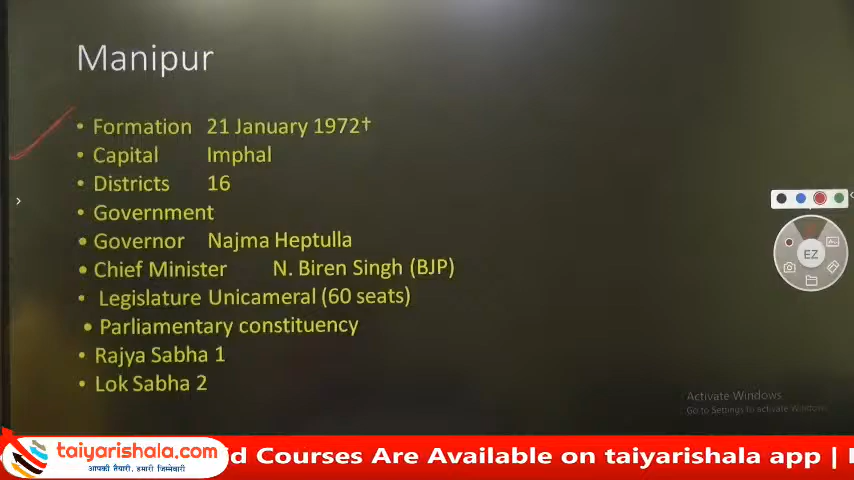 Manipur
• Formation 21 January 1972†
• Capital Imphal
• Districts 16
• Government
• Governor Najma Heptulla
• Chief Minister N. Biren Singh (BJP)
• Legislature Unicameral (60 seats)
• Parliamentary constituency
• Rajya Sabha 1
• Lok Sabha 2
EZ
Activate Windows
Go to Settings to activate Windows.
taiyarishala.com
आपकी तैयारी, हमारी जिम्मेदारी
d Courses Are Available on taiyarishala app |